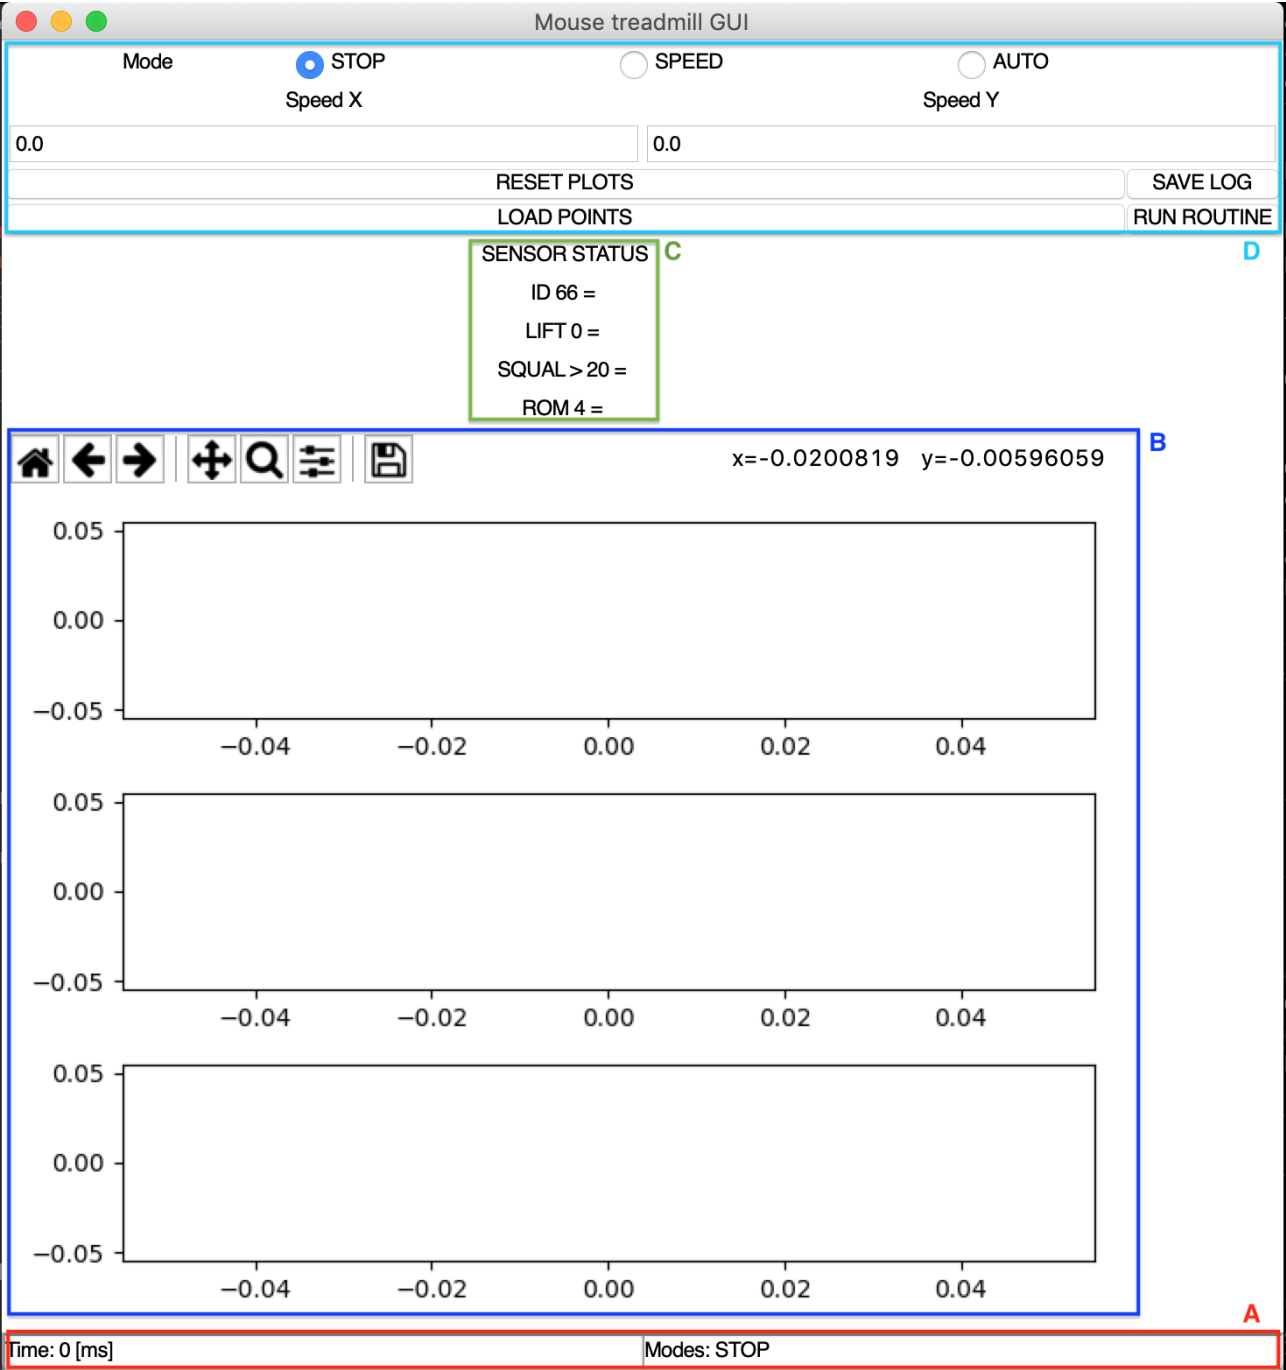 Mouse treadmill GUI
Mode STOP SPEED AUTO
Speed X Speed Y
0.0 0.0
RESET PLOTS SAVE LOG
LOAD POINTS RUN ROUTINE
SENSOR STATUS C D
ID 66 =
LIFT 0 =
SQUAL > 20 =
ROM 4 =
B
x=-0.0200819 y=-0.00596059
0.05
0.00
−0.05
−0.04 −0.02 0.00 0.02 0.04
0.05
0.00
−0.05
−0.04 −0.02 0.00 0.02 0.04
0.05
0.00
−0.05
−0.04 −0.02 0.00 0.02 0.04
A
Time: 0 [ms] Modes: STOP